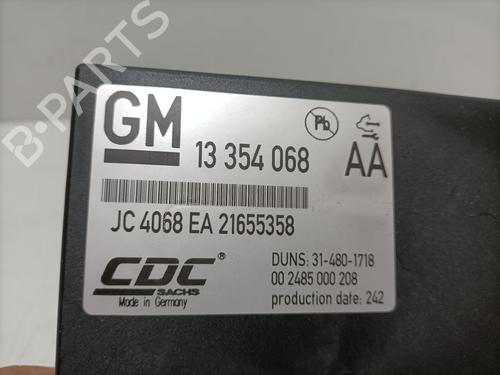 B-PARTS
GM
Pb
13 354 068
AA
JC 4068 EA 21655358
CDC®
SACHS
Made in Germany
DUNS: 31-480-1718
00 2485 000 208
production date: 242
B-PARTS